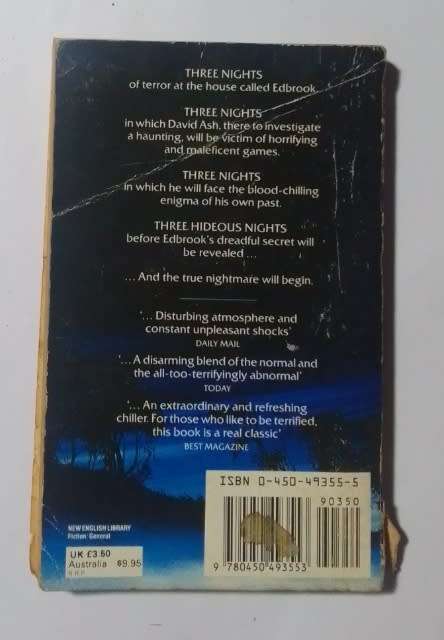 THREE NIGHTS
of terror at the house called Edbrook.
THREE NIGHTS
in which David Ash, there to investigate
a haunting, will be victim of horrifying
and maleficent games.
THREE NIGHTS
in which he will face the blood-chilling
enigma of his own past.
THREE HIDEOUS NIGHTS
before Edbrook's dreadful secret will
be revealed ...
... And the true nightmare will begin.
'... Disturbing atmosphere and
constant unpleasant shocks'
DAILY MAIL
'... A disarming blend of the normal and
the all-too-terrifyingly abnormal'
TODAY
'... An extraordinary and refreshing
chiller. For those who like to be terrified,
this book is a real classic'
BEST MAGAZINE
ISBN 0-450-49355-5
90350
9 780450 493553
NEW ENGLISH LIBRARY
Fiction: General
UK £3.50
Australia $9.95
R.R.P.